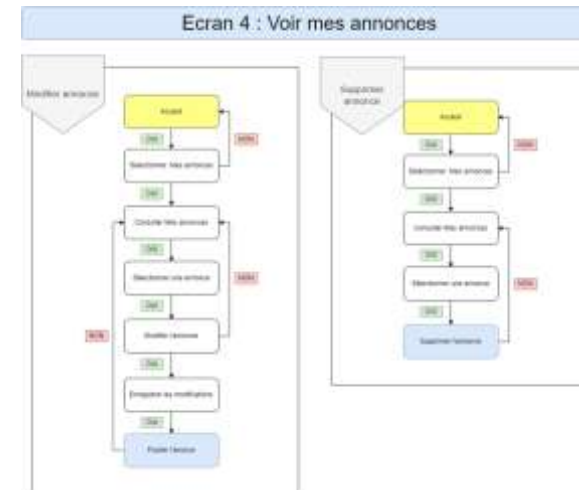 Ecran 4 : Voir mes annonces
Modifier annonce
Accueil
OUI
NON
Sélectionner Mes annonces
OUI
Consulter Mes annonces
OUI
Sélectionner une annonce
NON
OUI
NON
Modifier l'annonce
OUI
Enregistrer les modifications
OUI
Publier l'annonce
Supprimer
annonce
Accueil
OUI
NON
Sélectionner Mes annonces
OUI
Consulter Mes annonces
OUI
Sélectionner une annonce
NON
OUI
Supprimer l'annonce